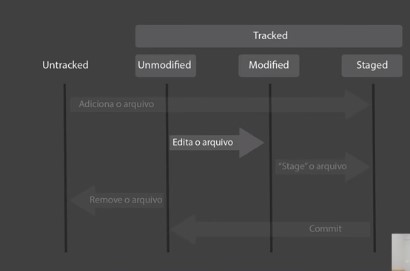 Tracked
Untracked
Unmodified
Modified
Staged
Adiciona o arquivo
Edita o arquivo
"Stage" o arquivo
Remove o arquivo
Commit